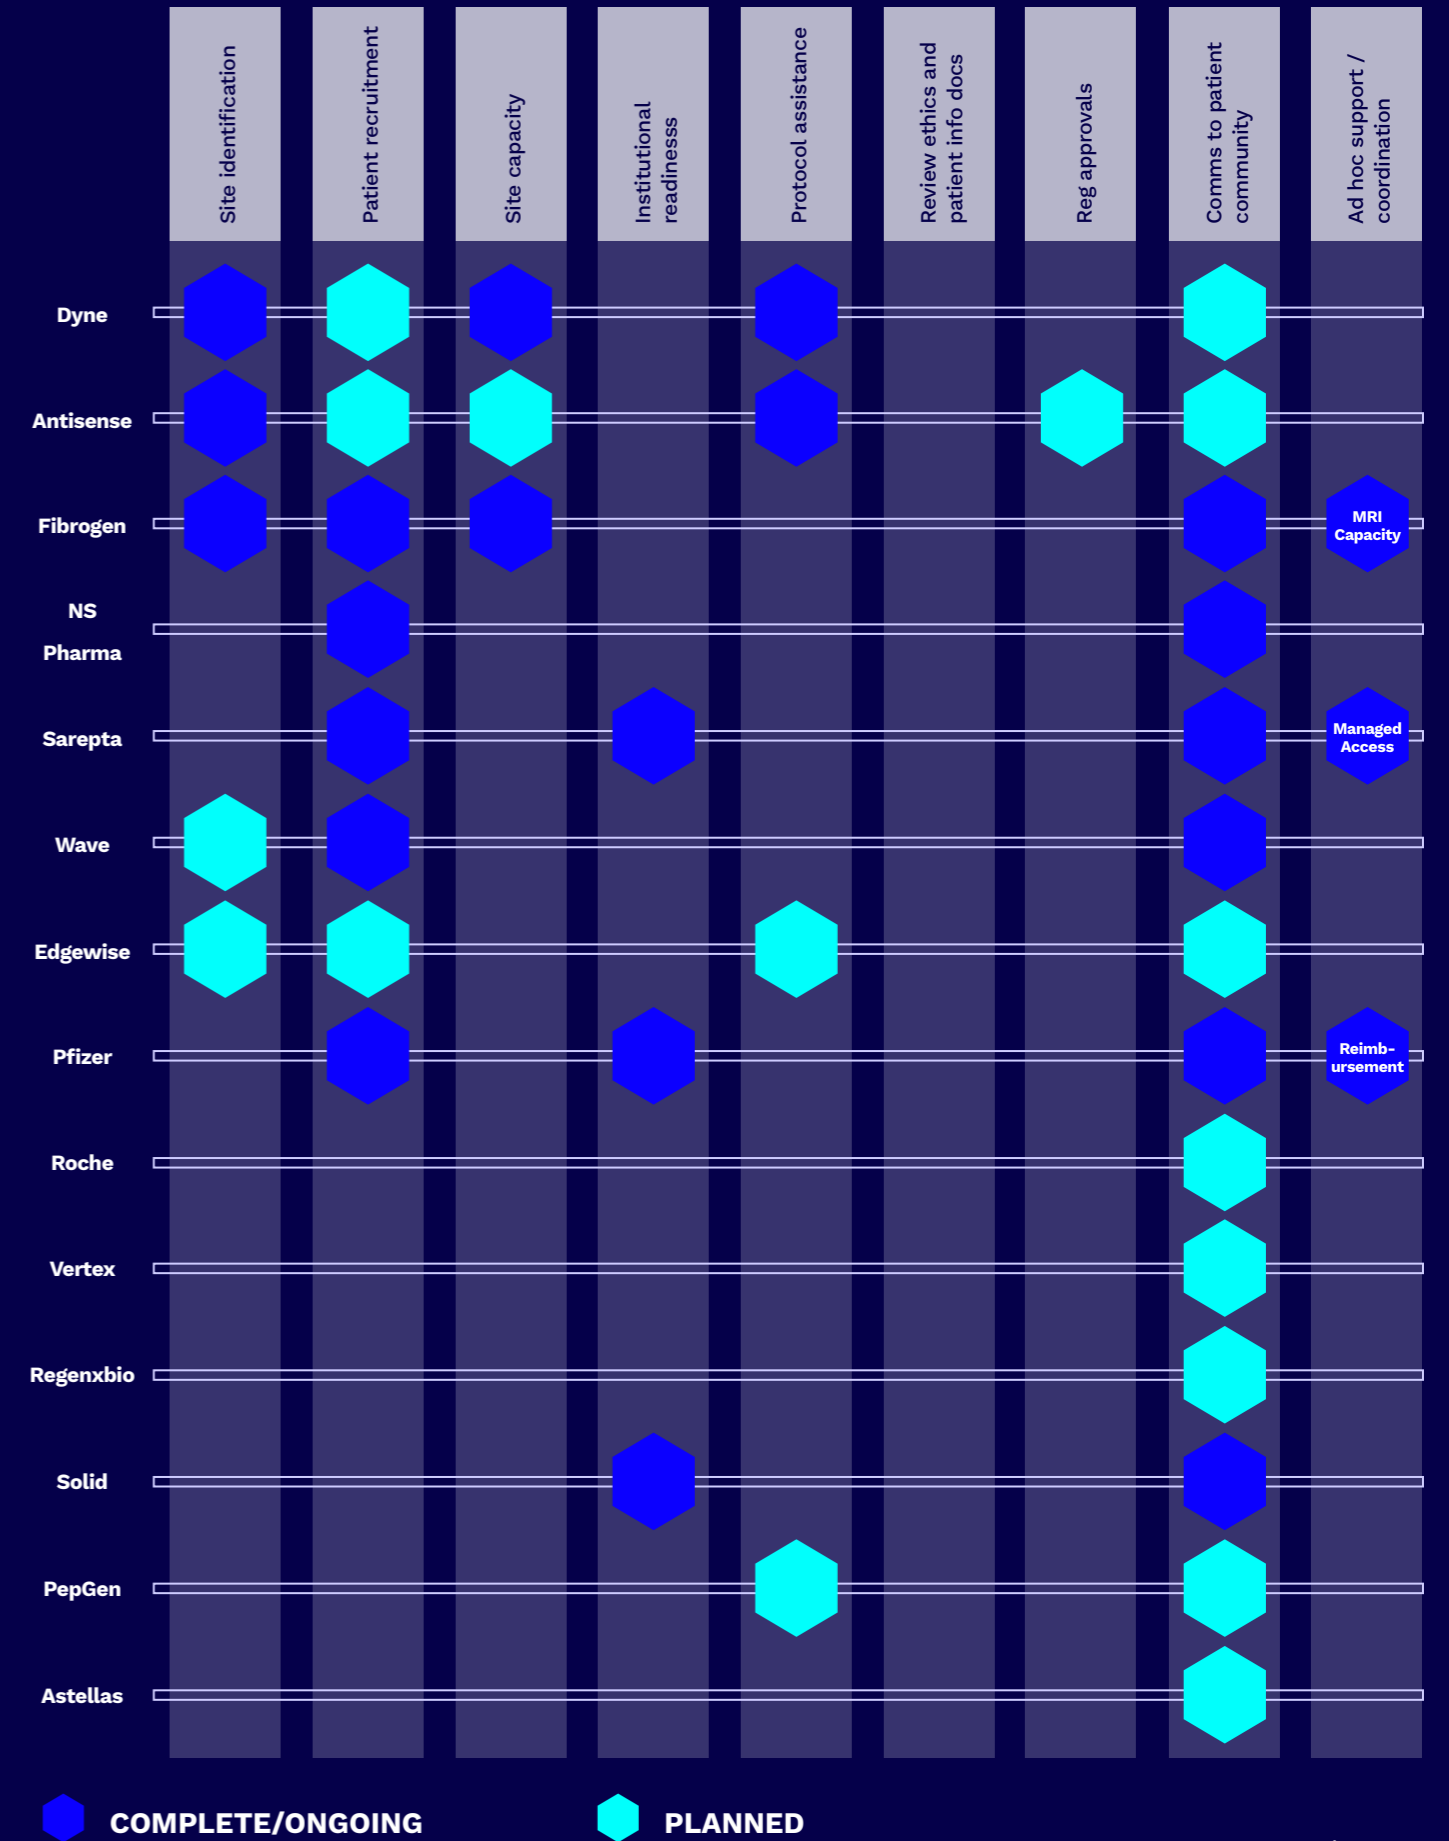 Site identification
Patient recruitment
Site capacity
Institutional
readinesss
Protocol assistance
Review ethics and
patient info docs
Reg approvals
Comms to patient
community
Ad hoc support /
coordination
Dyne
Antisense
Fibrogen
MRI
Capacity
NS
Pharma
Sarepta
Managed
Access
Wave
Edgewise
Pfizer
Reimb-
ursement
Roche
Vertex
Regenxbio
Solid
PepGen
Astellas
COMPLETE/ONGOING
PLANNED